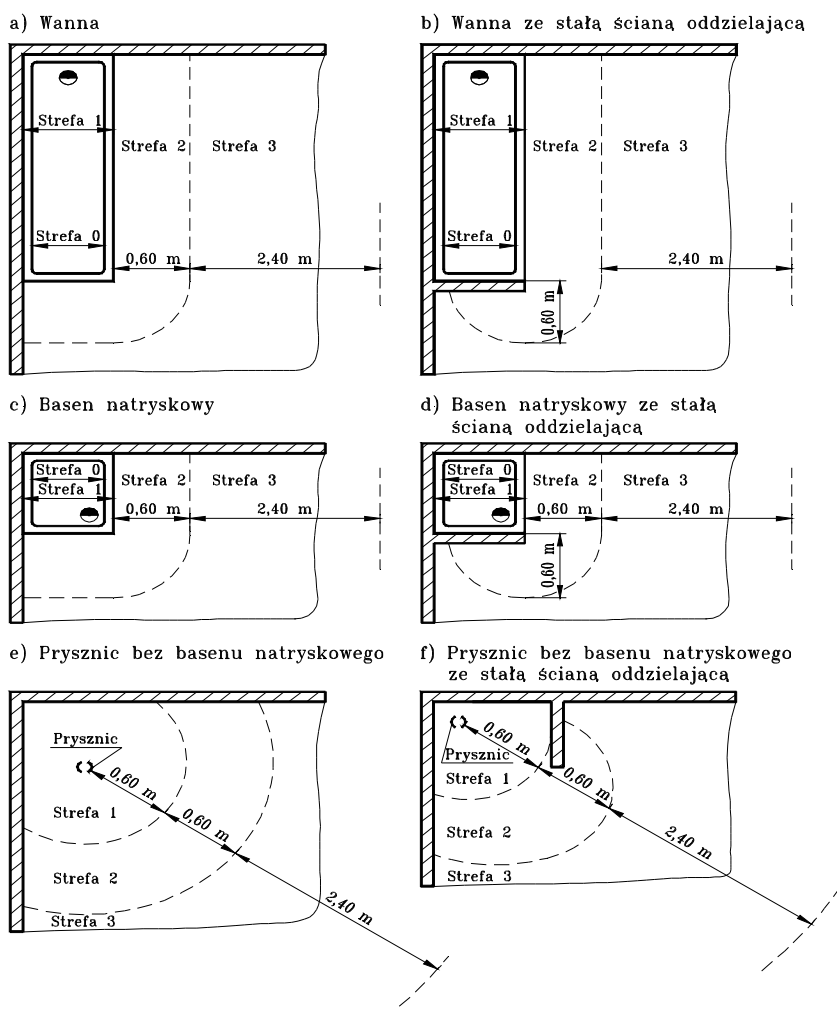 a) Wanna
b) Wanna ze stałą ścianą oddzielającą
Strefa 1
Strefa 2
Strefa 3
Strefa 0
0,60 m
2,40 m
Strefa 1
Strefa 2
Strefa 3
Strefa 0
2,40 m
0,60 m
c) Basen natryskowy
d) Basen natryskowy ze stałą
ścianą oddzielającą
Strefa 0
Strefa 1
Strefa 2
Strefa 3
0,60 m
2,40 m
Strefa 0
Strefa 1
Strefa 2
Strefa 3
0,60 m
2,40 m
0,60 m
e) Prysznic bez basenu natryskowego
f) Prysznic bez basenu natryskowego
ze stałą ścianą oddzielającą
Prysznic
0,60 m
Strefa 1
0,60 m
Strefa 2
2,40 m
Strefa 3
0,60 m
Prysznic
Strefa 1
0,60 m
Strefa 2
2,40 m
Strefa 3